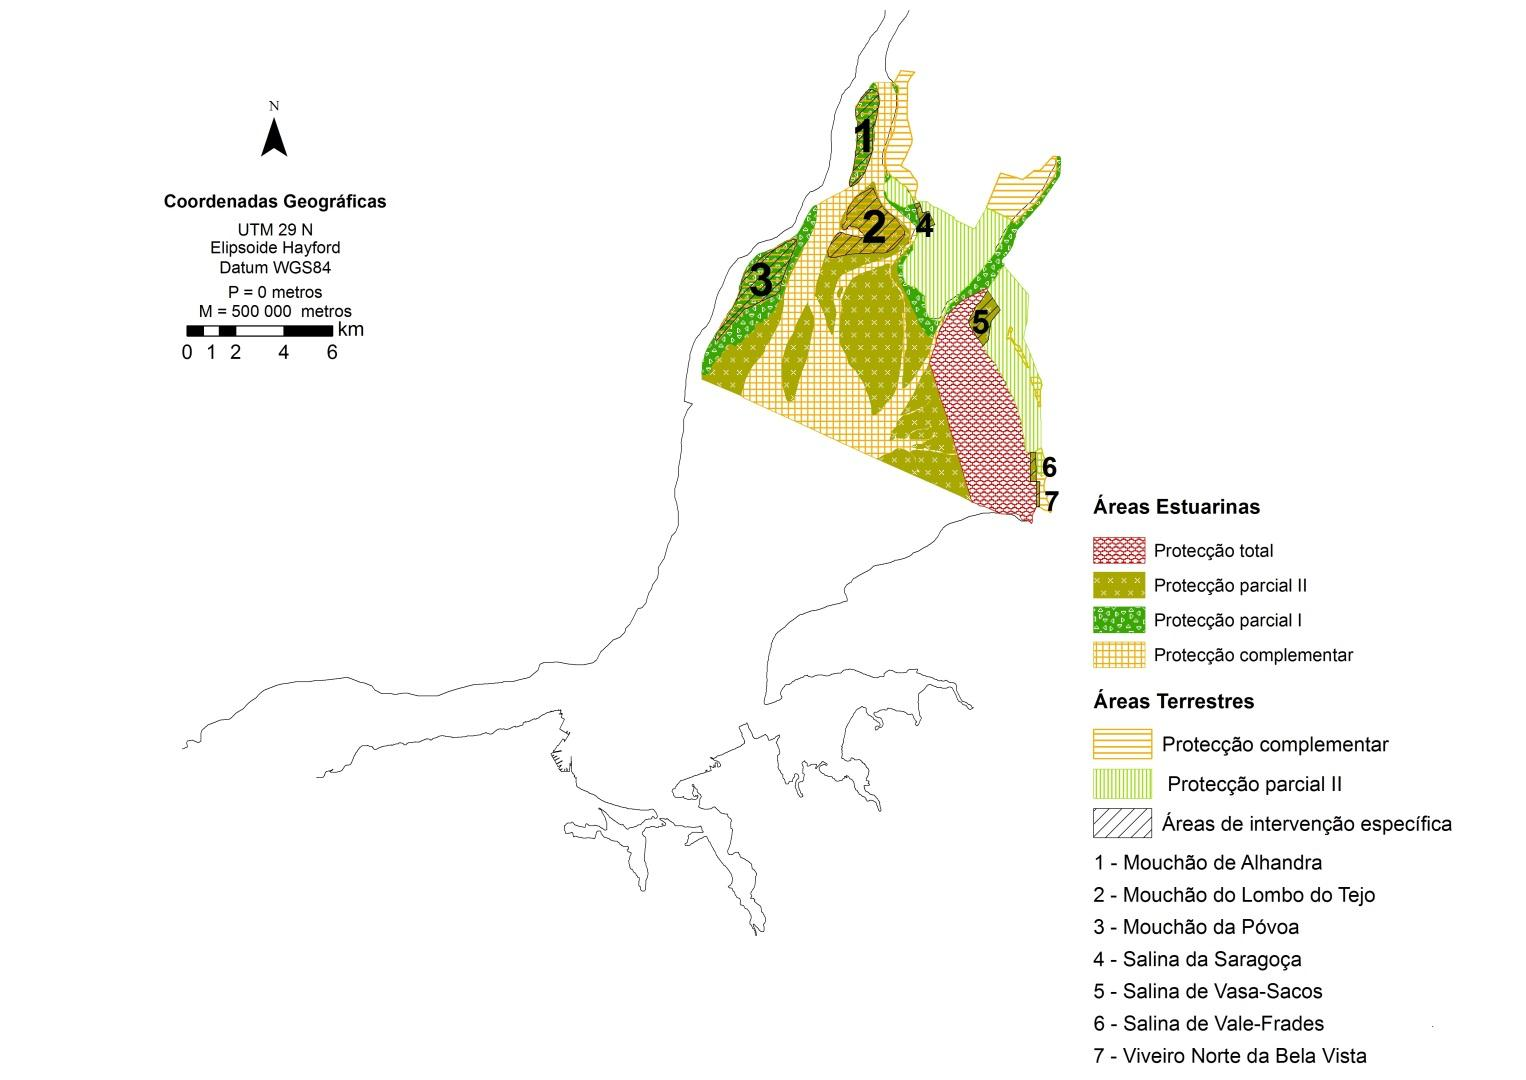 N
Coordenadas Geográficas
UTM 29 N
Elipsoide Hayford
Datum WGS84
P = 0 metros
M = 500 000 metros
km
0 1 2 4 6
1
2
3
4
5
6
7
Áreas Estuarinas
Protecção total
Protecção parcial II
Protecção parcial I
Protecção complementar
Áreas Terrestres
Protecção complementar
Protecção parcial II
Áreas de intervenção específica
1 - Mouchão de Alhandra
2 - Mouchão do Lombo do Tejo
3 - Mouchão da Póvoa
4 - Salina da Saragoça
5 - Salina de Vasa-Sacos
6 - Salina de Vale-Frades
7 - Viveiro Norte da Bela Vista